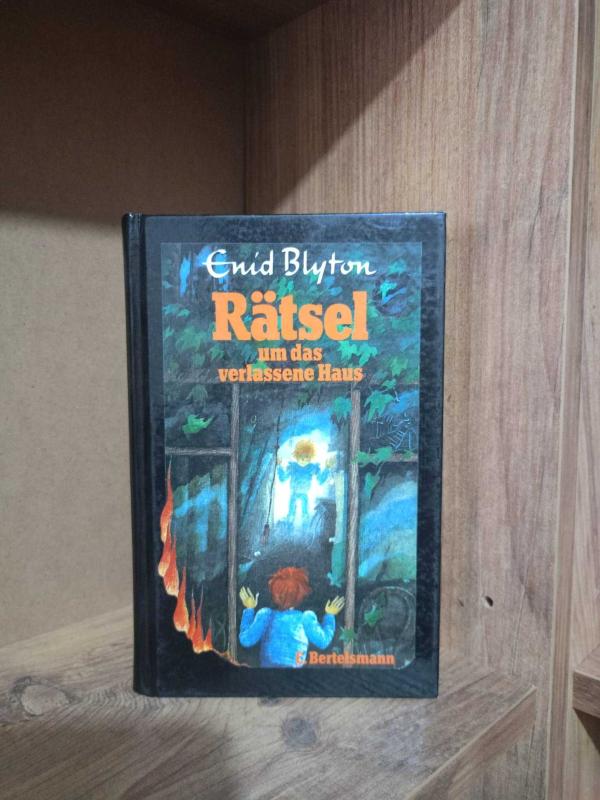 Enid Blyton
Rätsel
um das
verlassene Haus
C. Bertelsmann